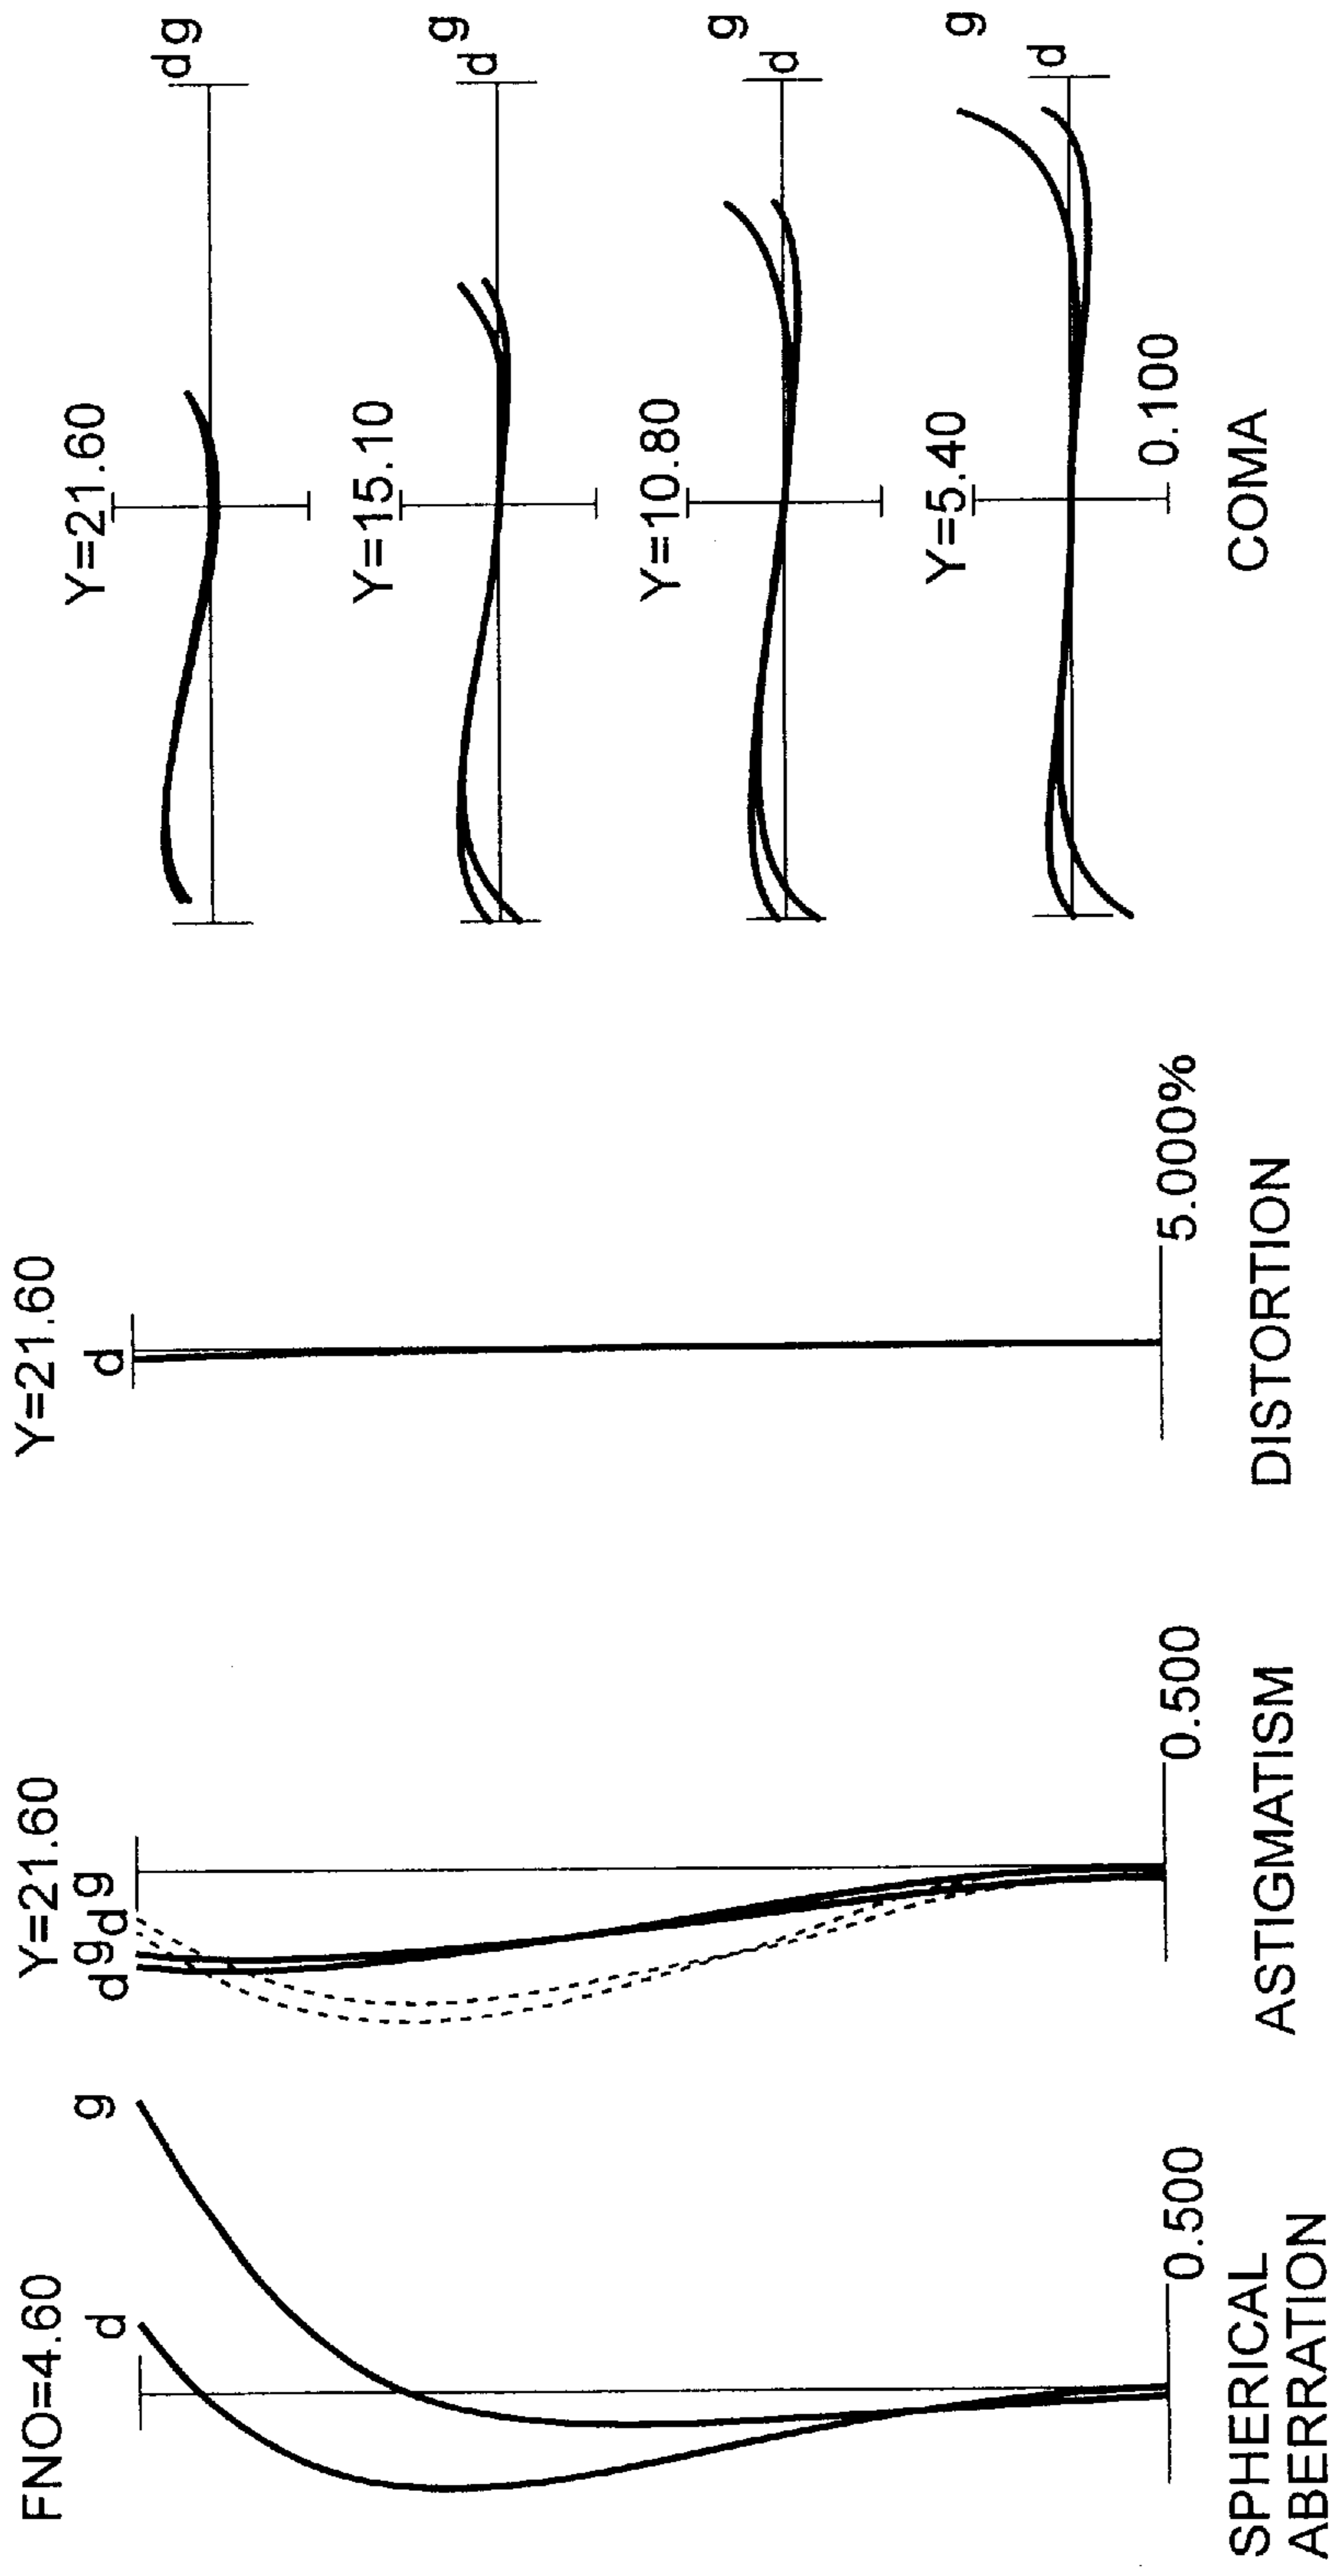 FNO=4.60
d
g
0.500
SPHERICAL
ABERRATION
Y=21.60
d g d g
0.500
ASTIGMATISM
Y=21.60
d
5.000%
DISTORTION
Y=21.60
d g
Y=15.10
g
d
Y=10.80
g
d
Y=5.40
g
d
0.100
COMA